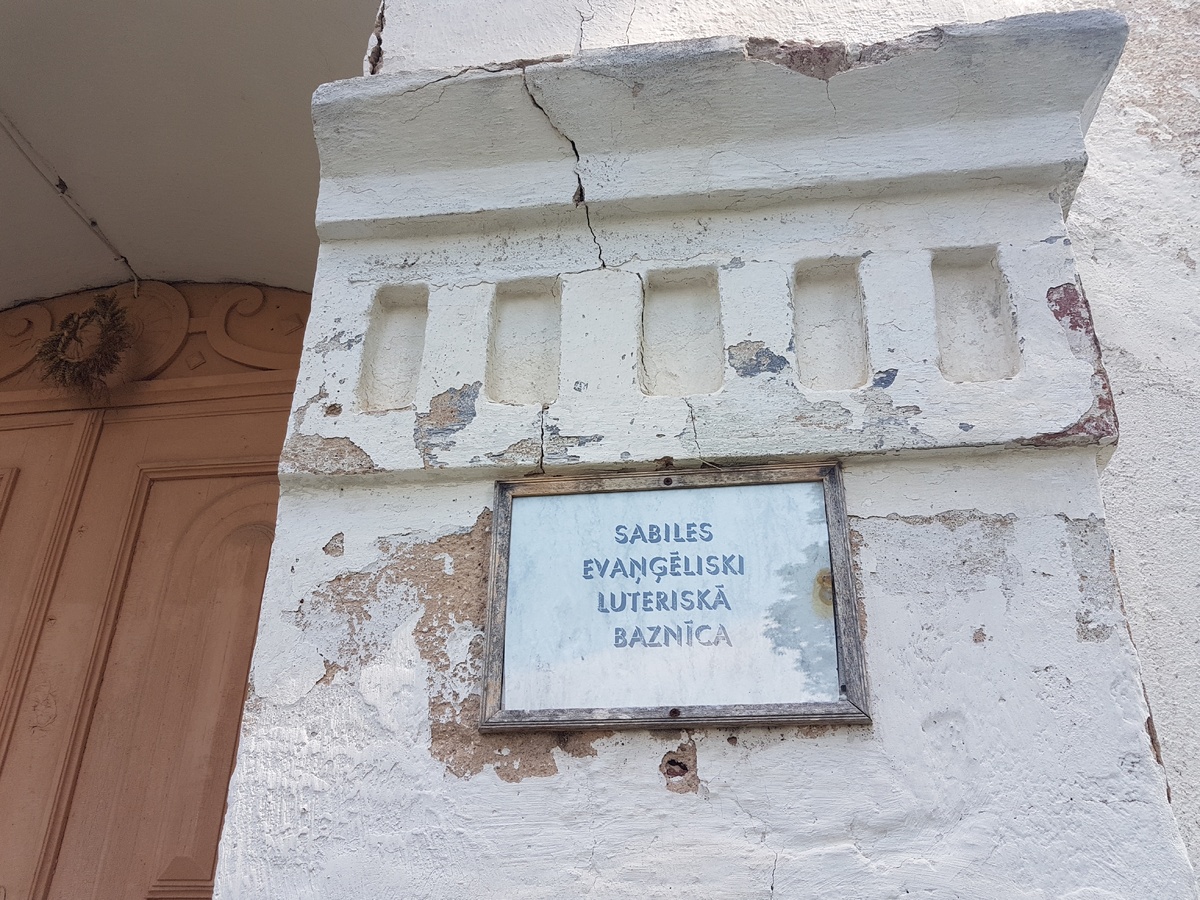 SABILES
EVAŅĢĒLISKI
LUTERISKĀ
BAZNĪCA